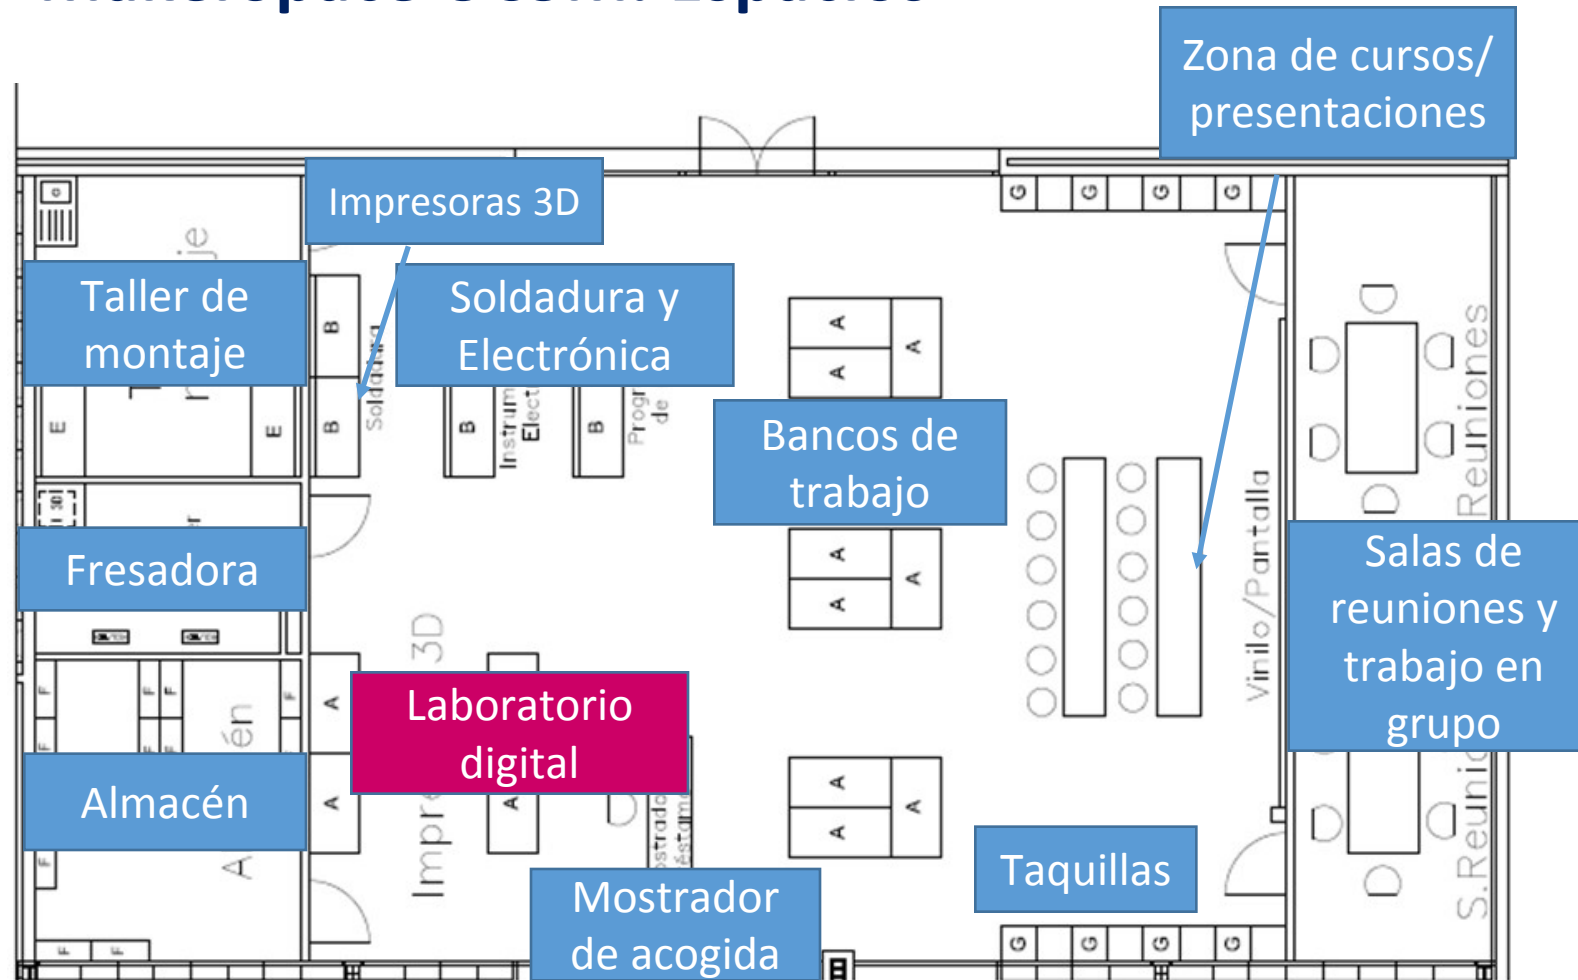 Zona de cursos/
presentaciones
Impresoras 3D
Taller de
montaje
Soldadura y
Electrónica
Bancos de
trabajo
Fresadora
Salas de
reuniones y
trabajo en
grupo
Laboratorio
digital
Almacén
Taquillas
Mostrador
de acogida
Soldadura
Vinilo/Pantalla
Reuniones
3D
G G G G
B
B
B
B
E
E
A
A
A
A
A
A
A
A
A
A
A
A
F
F
F
F
G G G G